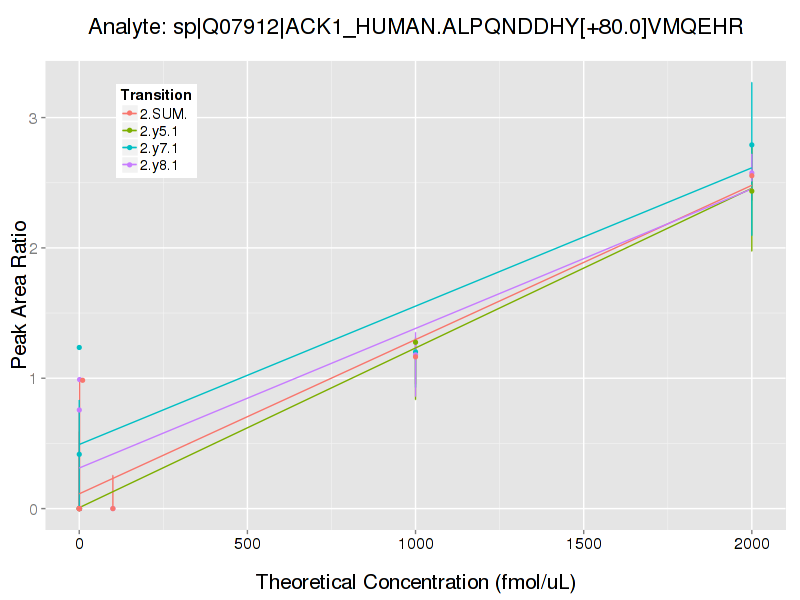 Analyte: sp|Q07912|ACK1_HUMAN.ALPQNDDHY[+80.0]VMQEHR
Transition
2.SUM.
2.y5.1
2.y7.1
2.y8.1
3
2
1
0
Peak Area Ratio
0 500 1000 1500 2000
Theoretical Concentration (fmol/uL)